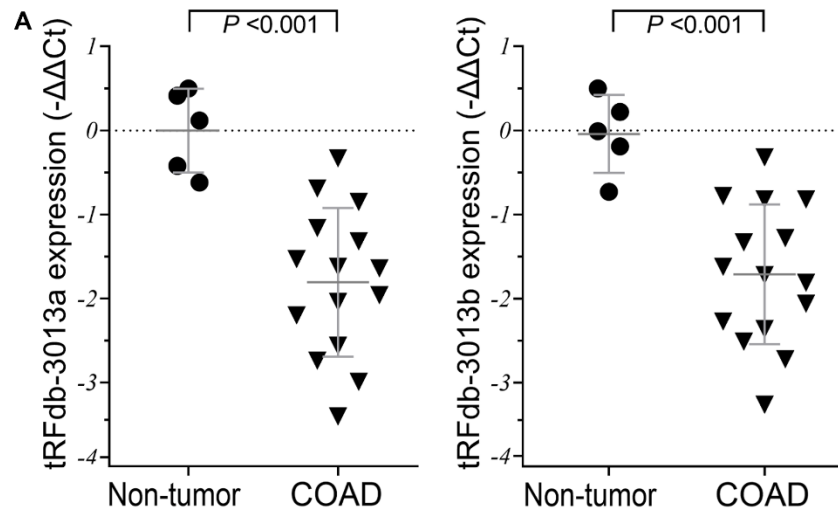 A
tRFdb-3013a expression (-ΔΔCt)
P <0.001
1
0
-1
-2
-3
-4
Non-tumor
COAD
tRFdb-3013b expression (-ΔΔCt)
P <0.001
1
0
-1
-2
-3
-4
Non-tumor
COAD